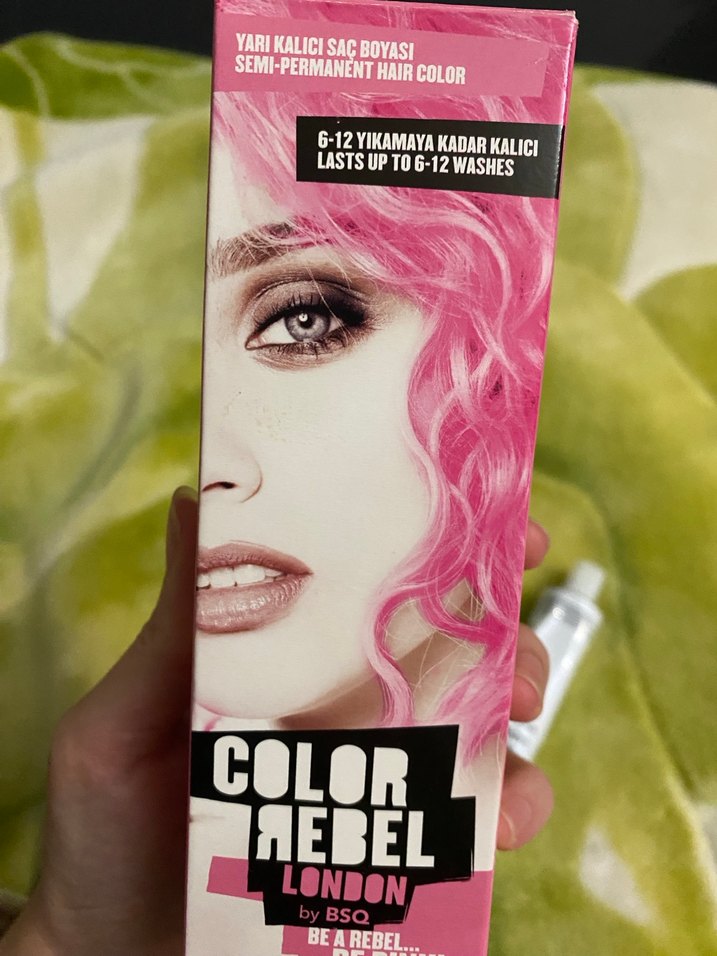 YARI KALICI SAÇ BOYASI
SEMI-PERMANENT HAIR COLOR
6-12 YIKAMAYA KADAR KALICI
LASTS UP TO 6-12 WASHES
COLOR
REBEL
LONDON
by BSQ
BE A REBEL...